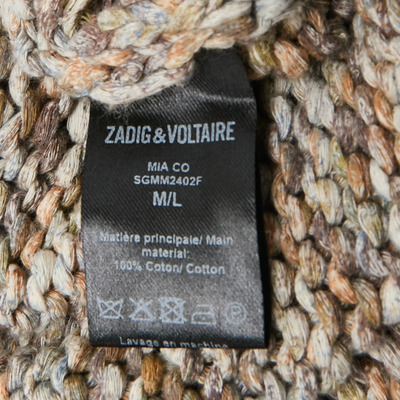 ZADIG&VOLTAIRE
MIA CO
SGMM2402F
M/L
Matière principale/ Main
material:
100% Coton/ Cotton
Lavage en machine